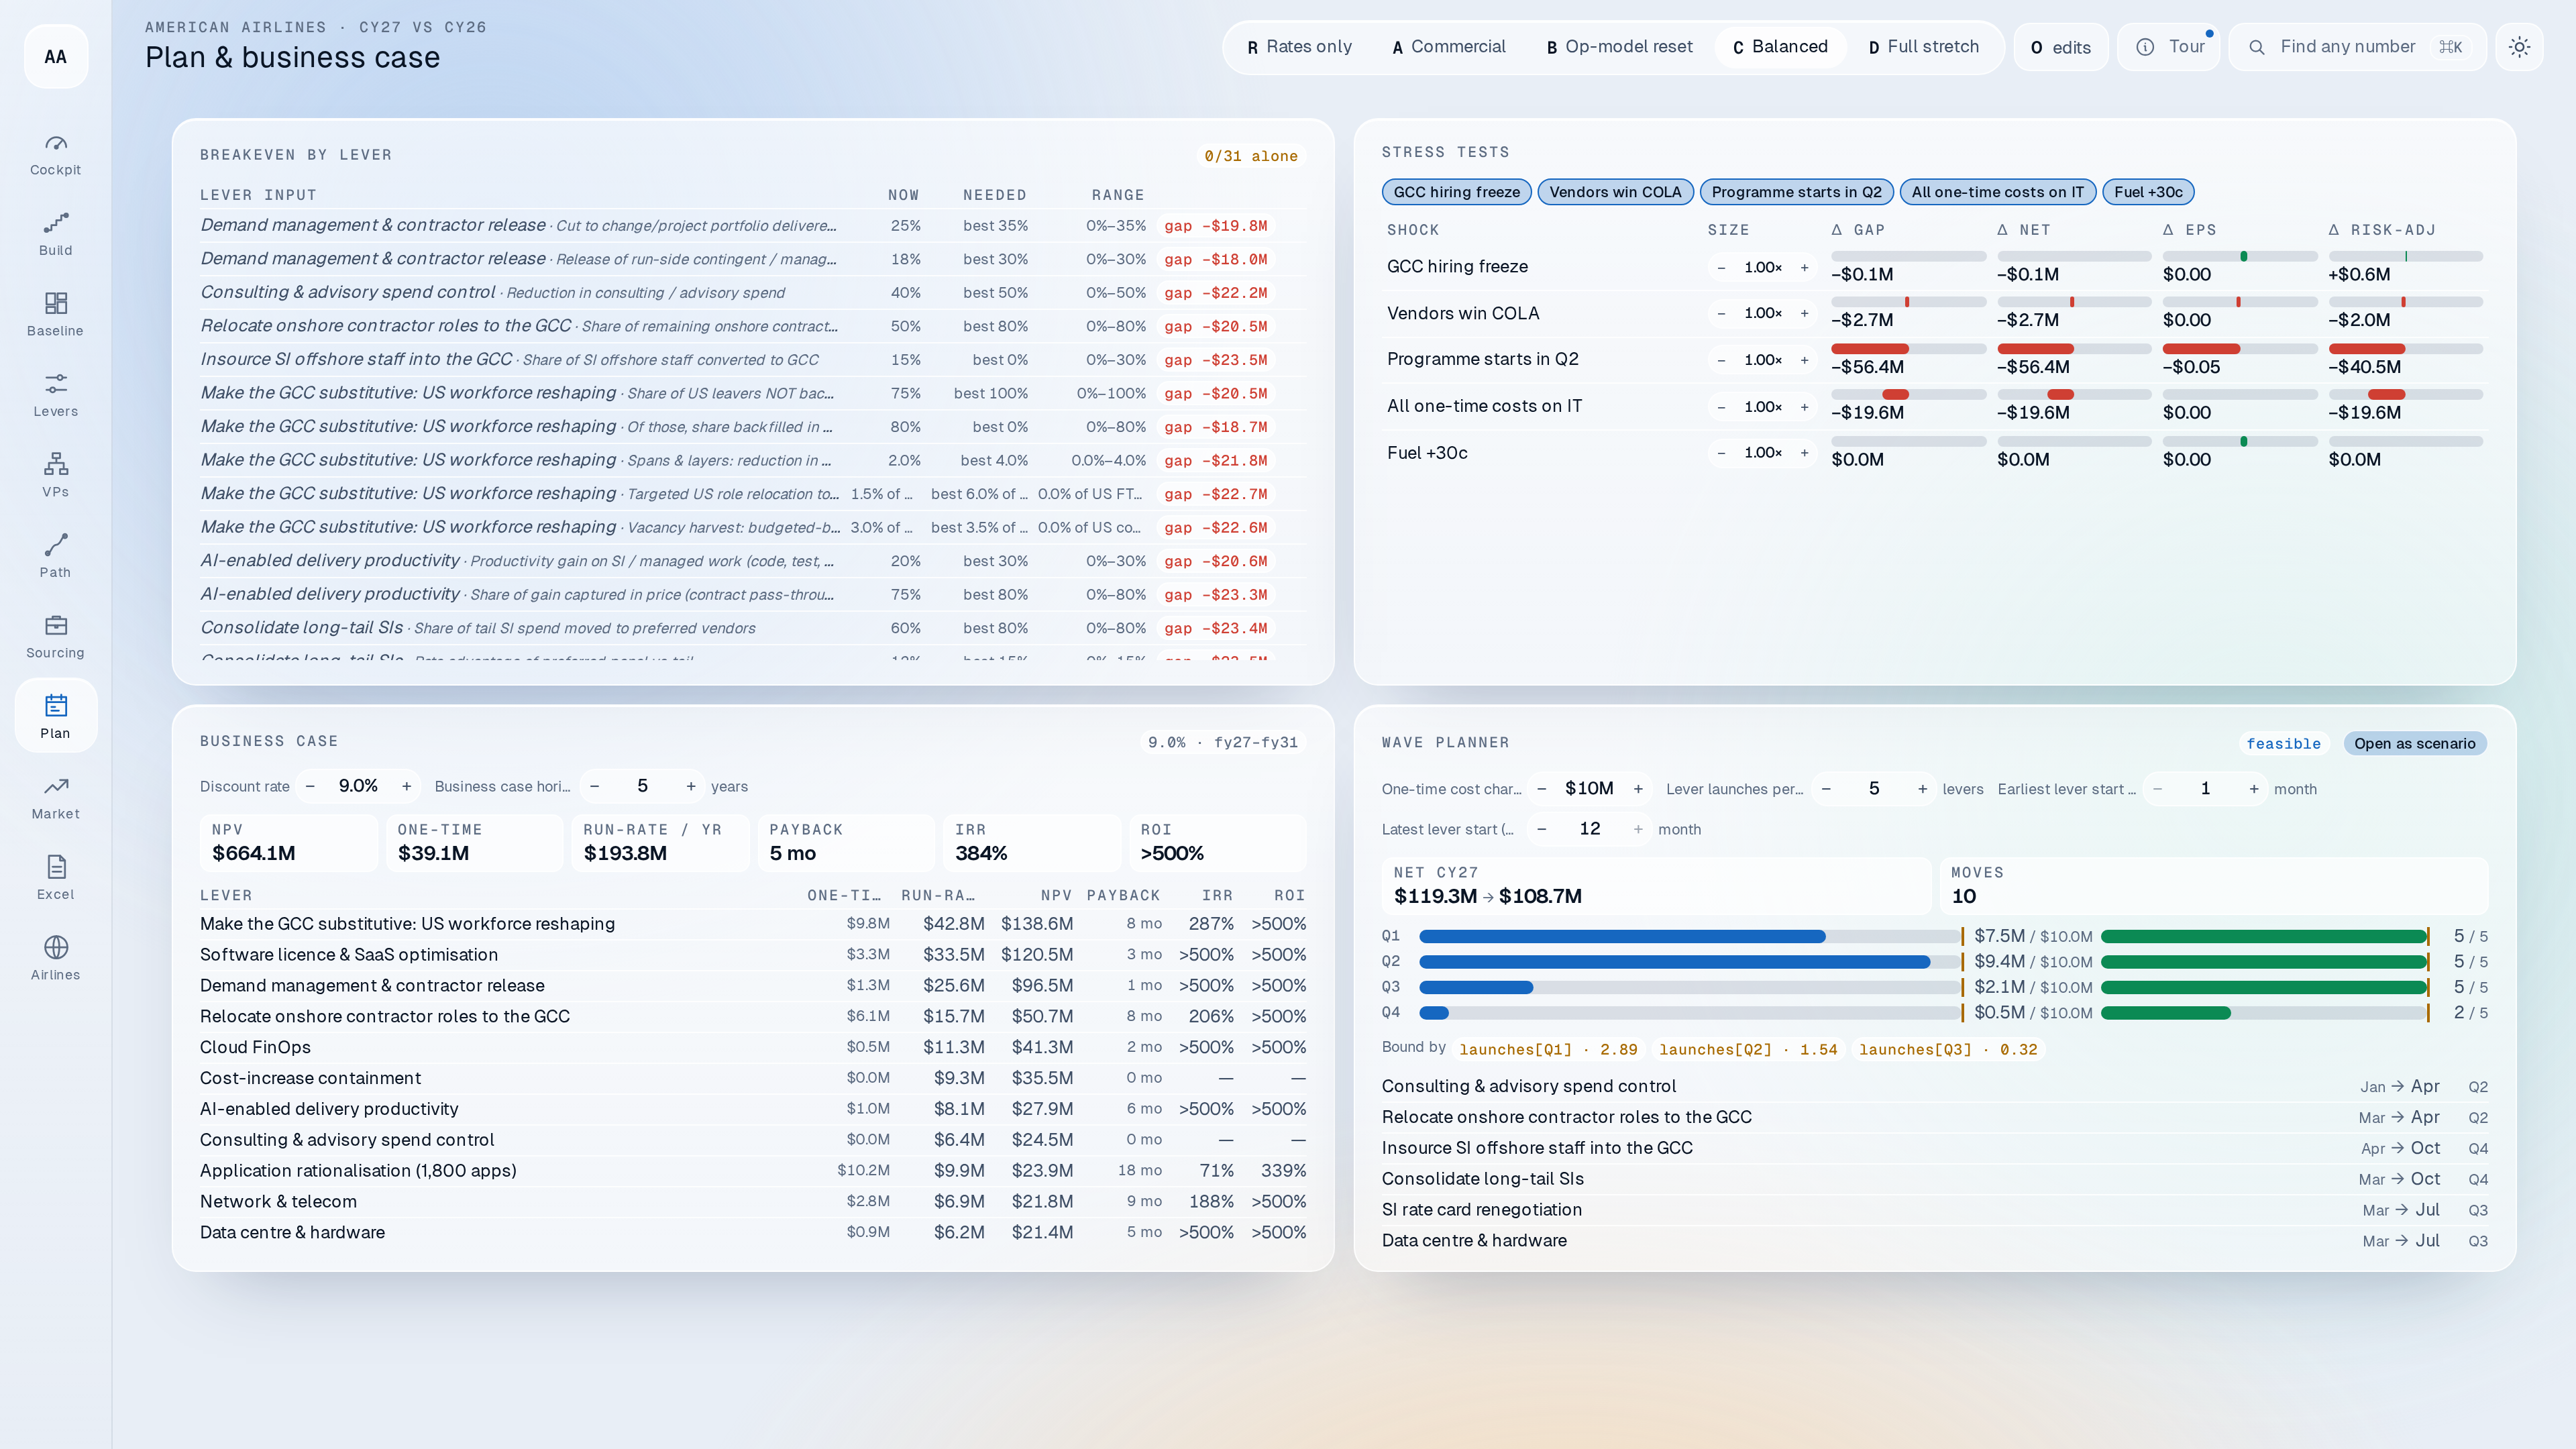 AA
AMERICAN AIRLINES · CY27 VS CY26
Plan & business case
R Rates only
A Commercial
B Op-model reset
C Balanced
D Full stretch
0 edits
Tour
Find any number ⌘K
Cockpit
Build
Baseline
Levers
VPs
Path
Sourcing
Plan
Market
Excel
Airlines
BREAKEVEN BY LEVER 0/31 alone
LEVER INPUT NOW NEEDED RANGE
Demand management & contractor release · Cut to change/project portfolio delivere... 25% best 35% 0%–35% gap −$19.8M
Demand management & contractor release · Release of run-side contingent / manag... 18% best 30% 0%–30% gap −$18.0M
Consulting & advisory spend control · Reduction in consulting / advisory spend 40% best 50% 0%–50% gap −$22.2M
Relocate onshore contractor roles to the GCC · Share of remaining onshore contract... 50% best 80% 0%–80% gap −$20.5M
Insource SI offshore staff into the GCC · Share of SI offshore staff converted to GCC 15% best 0% 0%–30% gap −$23.5M
Make the GCC substitutive: US workforce reshaping · Share of US leavers NOT bac... 75% best 100% 0%–100% gap −$20.5M
Make the GCC substitutive: US workforce reshaping · Of those, share backfilled in ... 80% best 0% 0%–80% gap −$18.7M
Make the GCC substitutive: US workforce reshaping · Spans & layers: reduction in ... 2.0% best 4.0% 0.0%–4.0% gap −$21.8M
Make the GCC substitutive: US workforce reshaping · Targeted US role relocation to... 1.5% of ... best 6.0% of ... 0.0% of US FT... gap −$22.7M
Make the GCC substitutive: US workforce reshaping · Vacancy harvest: budgeted-b... 3.0% of ... best 3.5% of ... 0.0% of US co... gap −$22.6M
AI-enabled delivery productivity · Productivity gain on SI / managed work (code, test, ... 20% best 30% 0%–30% gap −$20.6M
AI-enabled delivery productivity · Share of gain captured in price (contract pass-throu... 75% best 80% 0%–80% gap −$23.3M
Consolidate long-tail SIs · Share of tail SI spend moved to preferred vendors 60% best 80% 0%–80% gap −$23.4M
STRESS TESTS
GCC hiring freeze Vendors win COLA Programme starts in Q2 All one-time costs on IT Fuel +30c
SHOCK SIZE Δ GAP Δ NET Δ EPS Δ RISK-ADJ
GCC hiring freeze − 1.00× + −$0.1M −$0.1M $0.00 +$0.6M
Vendors win COLA − 1.00× + −$2.7M −$2.7M $0.00 −$2.0M
Programme starts in Q2 − 1.00× + −$56.4M −$56.4M −$0.05 −$40.5M
All one-time costs on IT − 1.00× + −$19.6M −$19.6M $0.00 −$19.6M
Fuel +30c − 1.00× + $0.0M $0.0M $0.00 $0.0M
BUSINESS CASE 9.0% · fy27–fy31
Discount rate − 9.0% + Business case hori... − 5 + years
NPV ONE-TIME RUN-RATE / YR PAYBACK IRR ROI
$664.1M $39.1M $193.8M 5 mo 384% >500%
LEVER ONE-TI... RUN-RA... NPV PAYBACK IRR ROI
Make the GCC substitutive: US workforce reshaping $9.8M $42.8M $138.6M 8 mo 287% >500%
Software licence & SaaS optimisation $3.3M $33.5M $120.5M 3 mo >500% >500%
Demand management & contractor release $1.3M $25.6M $96.5M 1 mo >500% >500%
Relocate onshore contractor roles to the GCC $6.1M $15.7M $50.7M 8 mo 206% >500%
Cloud FinOps $0.5M $11.3M $41.3M 2 mo >500% >500%
Cost-increase containment $0.0M $9.3M $35.5M 0 mo — —
AI-enabled delivery productivity $1.0M $8.1M $27.9M 6 mo >500% >500%
Consulting & advisory spend control $0.0M $6.4M $24.5M 0 mo — —
Application rationalisation (1,800 apps) $10.2M $9.9M $23.9M 18 mo 71% 339%
Network & telecom $2.8M $6.9M $21.8M 9 mo 188% >500%
Data centre & hardware $0.9M $6.2M $21.4M 5 mo >500% >500%
WAVE PLANNER feasible Open as scenario
One-time cost char... − $10M + Lever launches per... − 5 + levers Earliest lever start ... − 1 + month
Latest lever start (... − 12 + month
NET CY27 MOVES
$119.3M → $108.7M 10
Q1 $7.5M / $10.0M 5 / 5
Q2 $9.4M / $10.0M 5 / 5
Q3 $2.1M / $10.0M 5 / 5
Q4 $0.5M / $10.0M 2 / 5
Bound by launches[Q1] · 2.89 launches[Q2] · 1.54 launches[Q3] · 0.32
Consulting & advisory spend control Jan → Apr Q2
Relocate onshore contractor roles to the GCC Mar → Apr Q2
Insource SI offshore staff into the GCC Apr → Oct Q4
Consolidate long-tail SIs Mar → Oct Q4
SI rate card renegotiation Mar → Jul Q3
Data centre & hardware Mar → Jul Q3